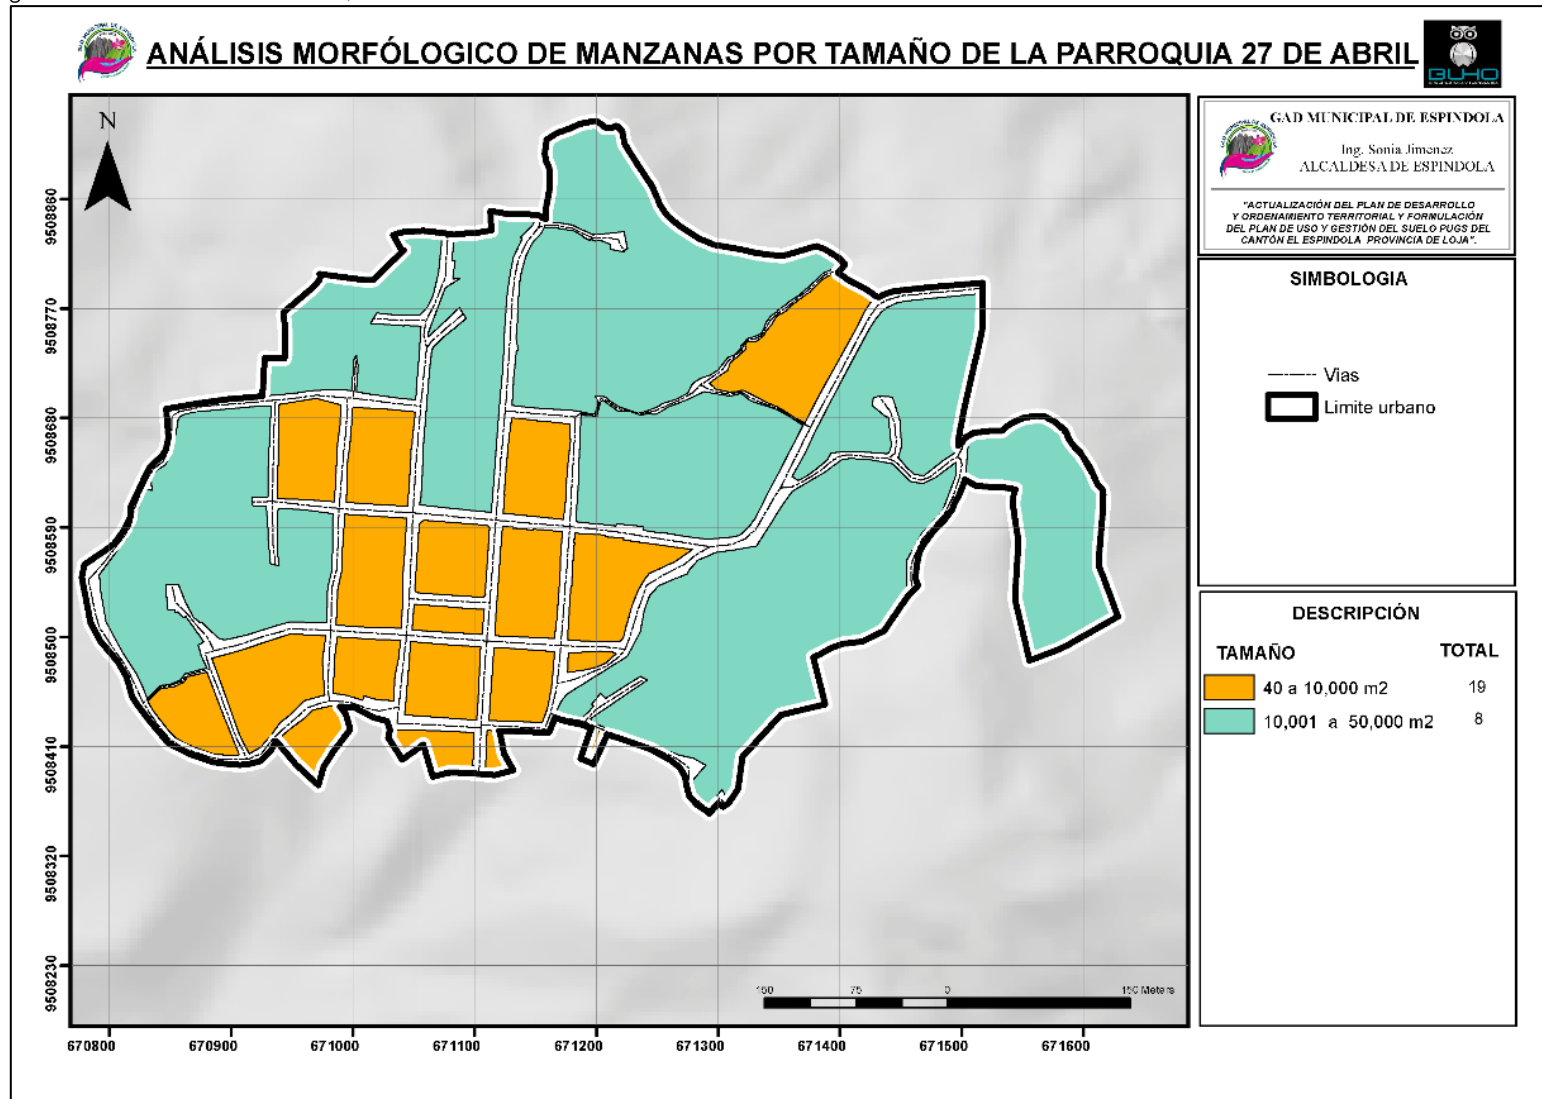 ANÁLISIS MORFÓLOGICO DE MANZANAS POR TAMAÑO DE LA PARROQUIA 27 DE ABRIL
BUHO
GAD MUNICIPAL DE ESPINDOLA
Ing. Sonia Jimenez
ALCALDESA DE ESPINDOLA
"ACTUALIZACIÓN DEL PLAN DE DESARROLLO
Y ORDENAMIENTO TERRITORIAL Y FORMULACIÓN
DEL PLAN DE USO Y GESTIÓN DEL SUELO PUGS DEL
CANTÓN EL ESPINDOLA PROVINCIA DE LOJA".
SIMBOLOGIA
Vias
Limite urbano
DESCRIPCIÓN
TAMAÑO TOTAL
40 a 10,000 m2 19
10,001 a 50,000 m2 8
N
9508860
9508770
9508680
9508590
9508500
9508410
9508320
9508230
150 75 0 150 Meters
670800 670900 671000 671100 671200 671300 671400 671500 671600